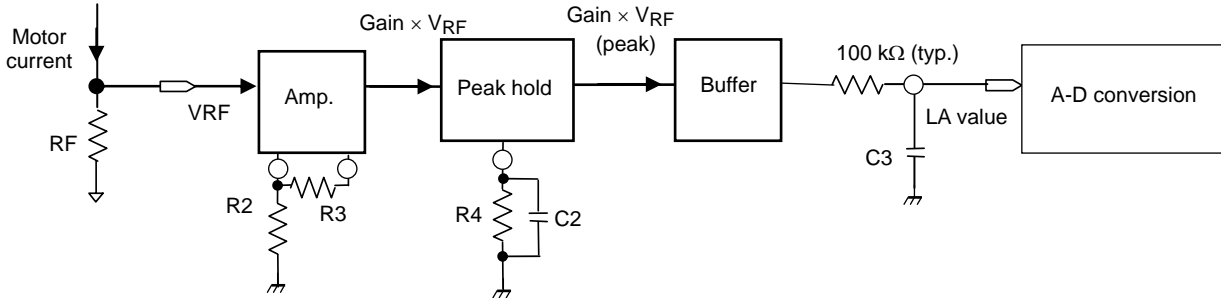 Motor
current
RF
VRF
Amp.
R2
R3
Gain × VRF
Peak hold
R4
C2
Gain × VRF
(peak)
Buffer
100 kΩ (typ.)
C3
LA value
A-D conversion